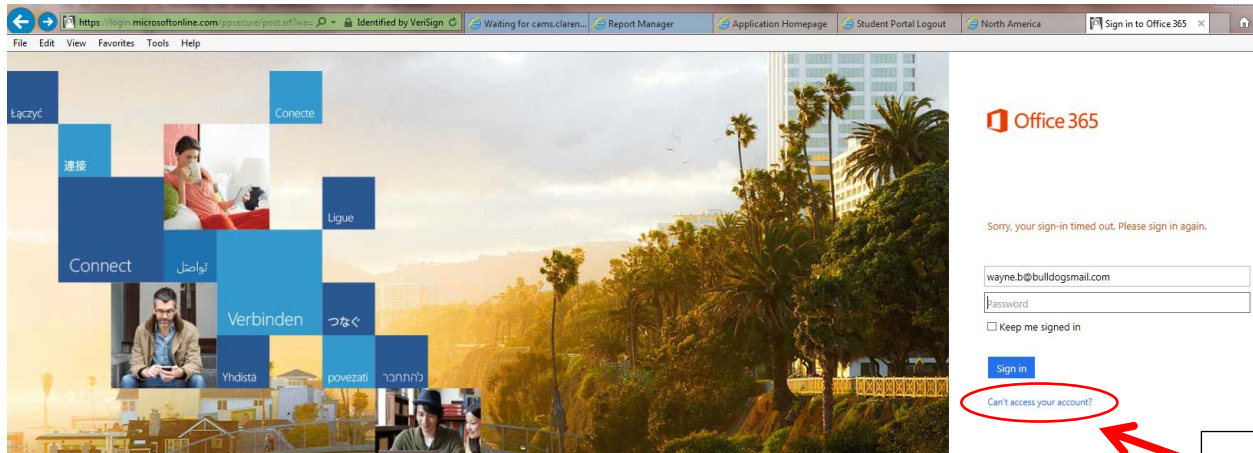 https://login.microsoftonline.com/ppsecure/post.srf?wa= Identified by VeriSign Waiting for cams.claren... Report Manager Application Homepage Student Portal Logout North America Sign in to Office 365
File Edit View Favorites Tools Help
Łączyć
Conecte
連接
Ligue
Connect
تواصَل
Verbinden
つなぐ
Yhdistä
povezati
להתחבר
Office 365
Sorry, your sign-in timed out. Please sign in again.
wayne.b@bulldogsmail.com
Password
Keep me signed in
Sign in
Can't access your account?